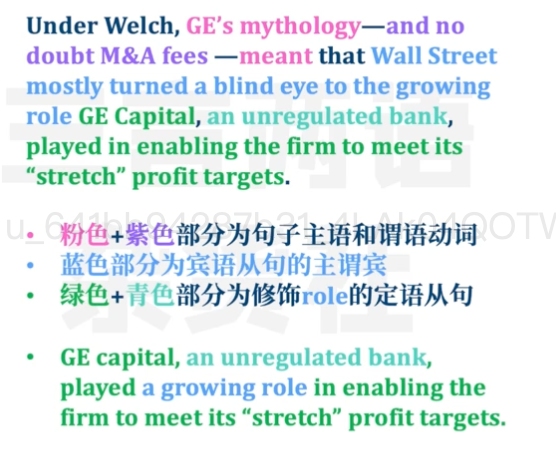 Under Welch, GE’s mythology—and no
doubt M&A fees —meant that Wall Street
mostly turned a blind eye to the growing
role GE Capital, an unregulated bank,
played in enabling the firm to meet its
“stretch” profit targets.
• 粉色+紫色部分为句子主语和谓语动词
• 蓝色部分为宾语从句的主谓宾
• 绿色+青色部分为修饰role的定语从句
• GE capital, an unregulated bank,
played a growing role in enabling the
firm to meet its “stretch” profit targets.